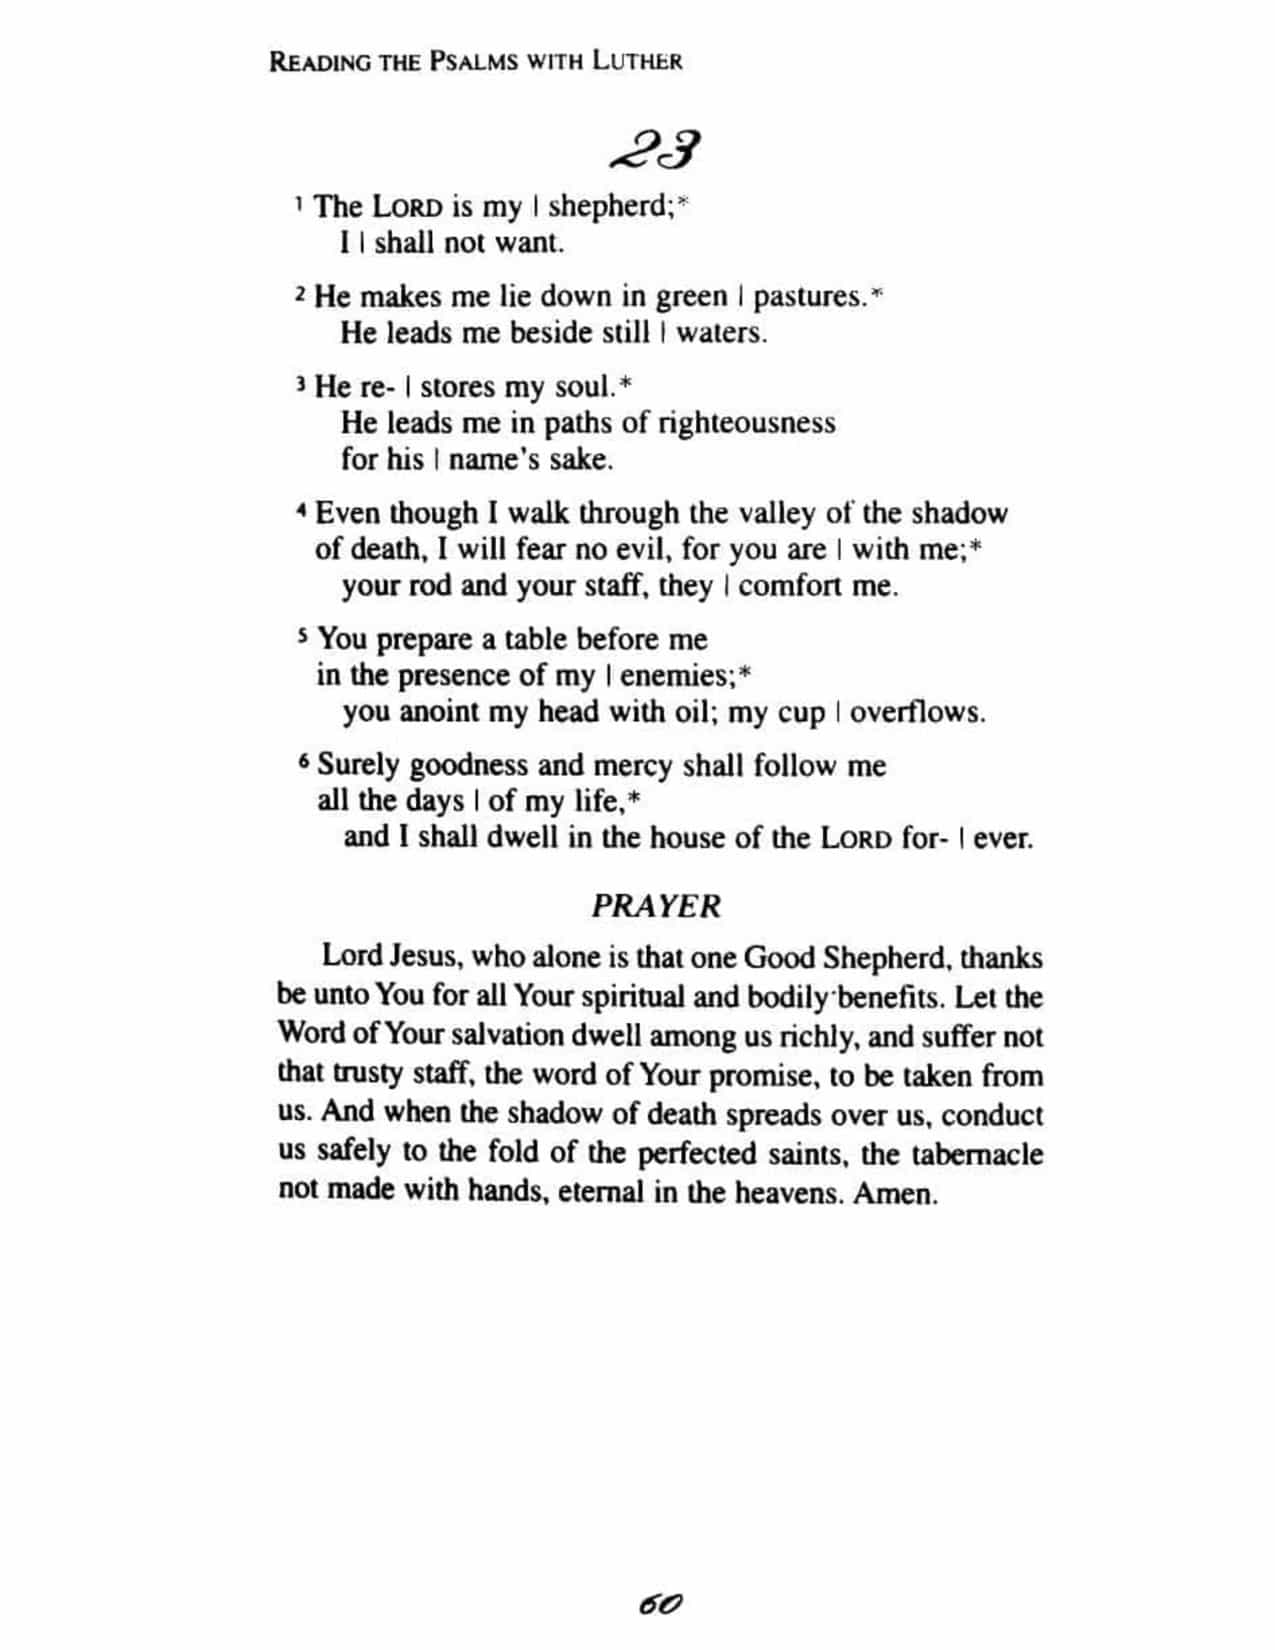 READING THE PSALMS WITH LUTHER
23
1 The LORD is my | shepherd;*
I | shall not want.
2 He makes me lie down in green | pastures.*
He leads me beside still | waters.
3 He re- | stores my soul.*
He leads me in paths of righteousness
for his | name's sake.
4 Even though I walk through the valley of the shadow
of death, I will fear no evil, for you are | with me;*
your rod and your staff, they | comfort me.
5 You prepare a table before me
in the presence of my | enemies;*
you anoint my head with oil; my cup | overflows.
6 Surely goodness and mercy shall follow me
all the days | of my life,*
and I shall dwell in the house of the LORD for- | ever.
PRAYER
Lord Jesus, who alone is that one Good Shepherd, thanks
be unto You for all Your spiritual and bodily benefits. Let the
Word of Your salvation dwell among us richly, and suffer not
that trusty staff, the word of Your promise, to be taken from
us. And when the shadow of death spreads over us, conduct
us safely to the fold of the perfected saints, the tabernacle
not made with hands, eternal in the heavens. Amen.
60